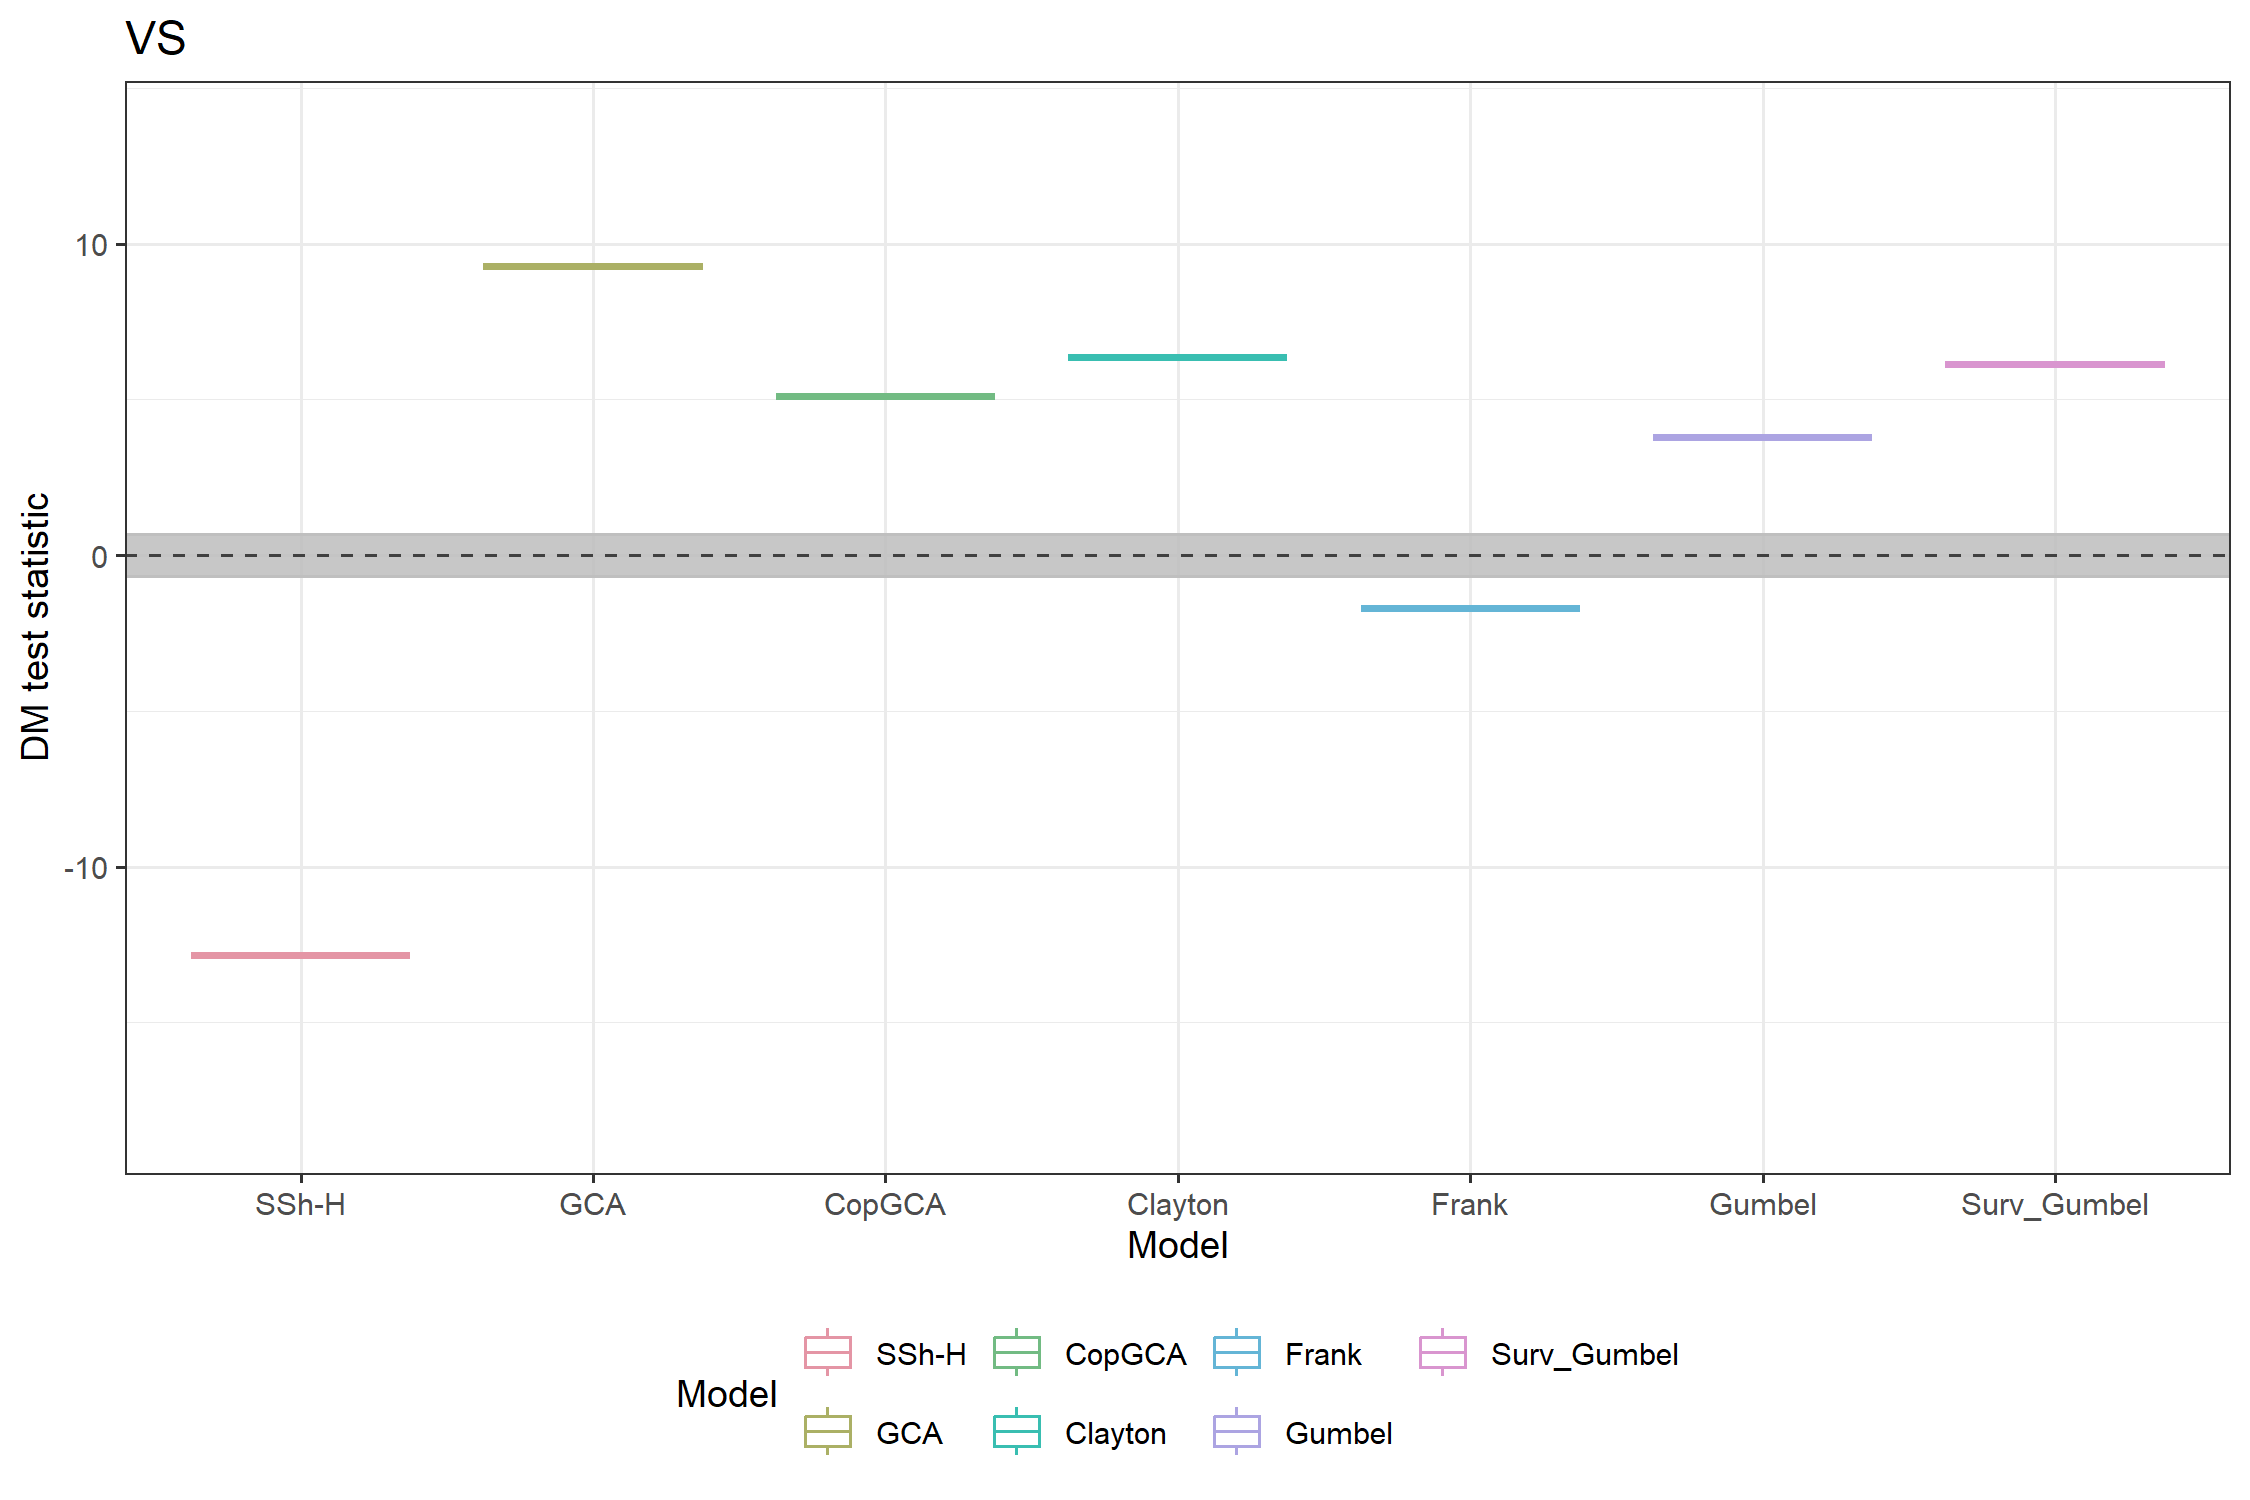 VS
DM test statistic
10
0
-10
SSh-H GCA CopGCA Clayton Frank Gumbel Surv_Gumbel
Model
Model
SSh-H CopGCA Frank Surv_Gumbel
GCA Clayton Gumbel